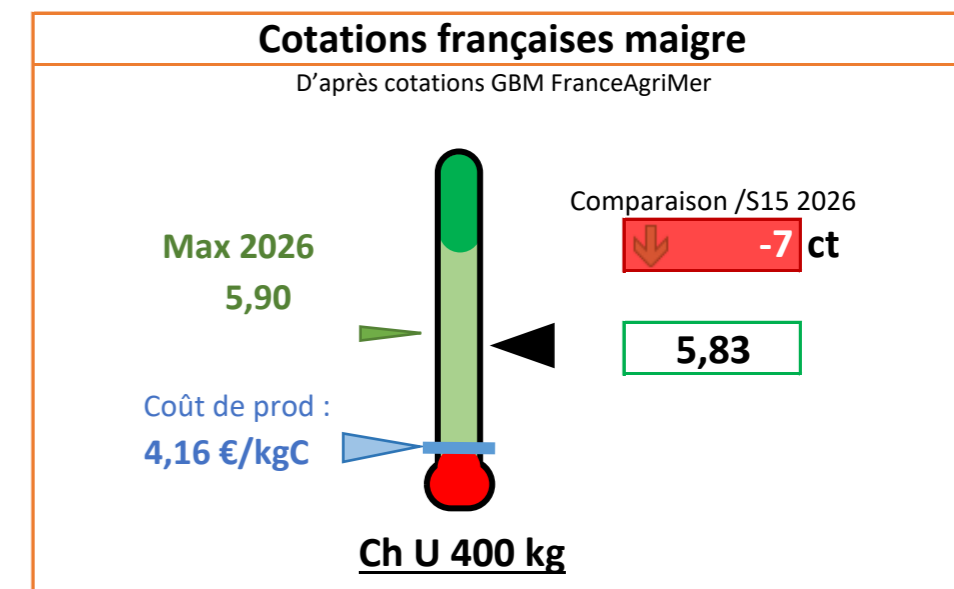 Cotations françaises maigre
D’après cotations GBM FranceAgriMer
Comparaison /S15 2026
-7 ct
Max 2026
5,90
5,83
Coût de prod :
4,16 €/kgC
Ch U 400 kg